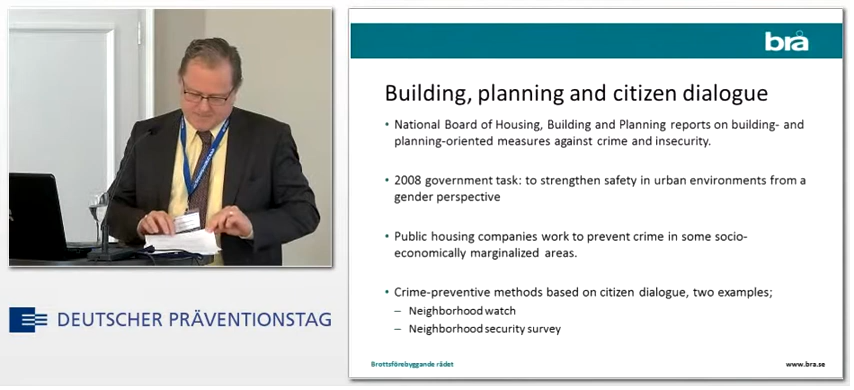 brå
Building, planning and citizen dialogue
• National Board of Housing, Building and Planning reports on building- and
planning-oriented measures against crime and insecurity.
• 2008 government task: to strengthen safety in urban environments from a
gender perspective
• Public housing companies work to prevent crime in some socio-
economically marginalized areas.
• Crime-preventive methods based on citizen dialogue, two examples;
– Neighborhood watch
– Neighborhood security survey
Brottsförebyggande rådet
www.bra.se
DEUTSCHER PRÄVENTIONSTAG